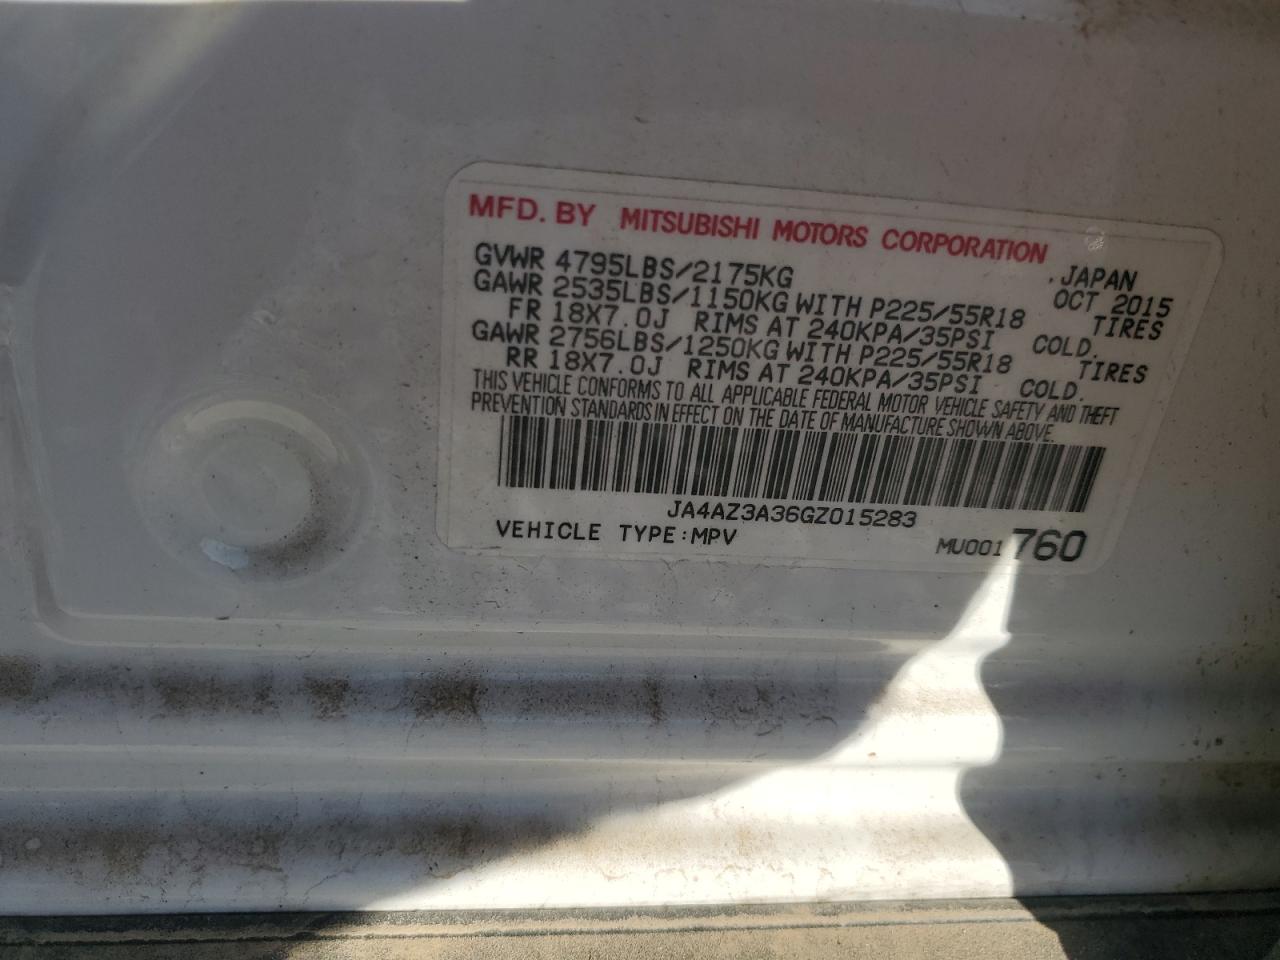 MFD. BY MITSUBISHI MOTORS CORPORATION
GVWR 4795LBS/2175KG JAPAN
GAWR 2535LBS/1150KG WITH P225/55R18 OCT 2015
FR 18X7.0J RIMS AT 240KPA/35PSI TIRES
GAWR 2756LBS/1250KG WITH P225/55R18 COLD.
RR 18X7.0J RIMS AT 240KPA/35PSI TIRES
COLD.
THIS VEHICLE CONFORMS TO ALL APPLICABLE FEDERAL MOTOR VEHICLE SAFETY AND THEFT
PREVENTION STANDARDS IN EFFECT ON THE DATE OF MANUFACTURE SHOWN ABOVE.
JA4AZ3A36GZ015283
VEHICLE TYPE:MPV MU001760